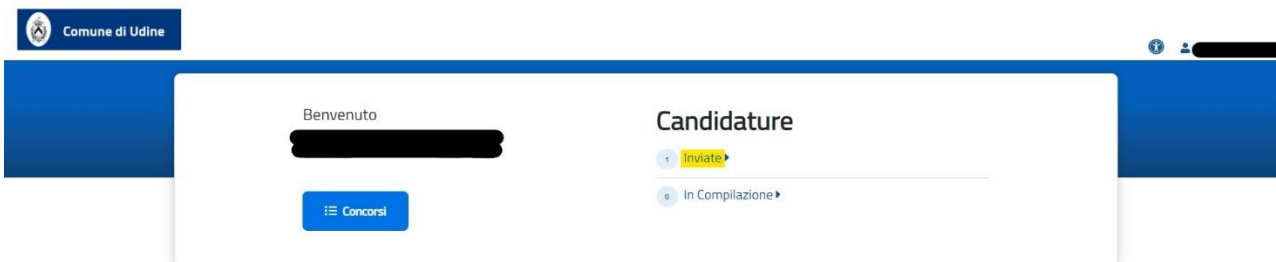 Comune di Udine
Benvenuto
Concorsi
Candidature
1 Inviate
0 In Compilazione